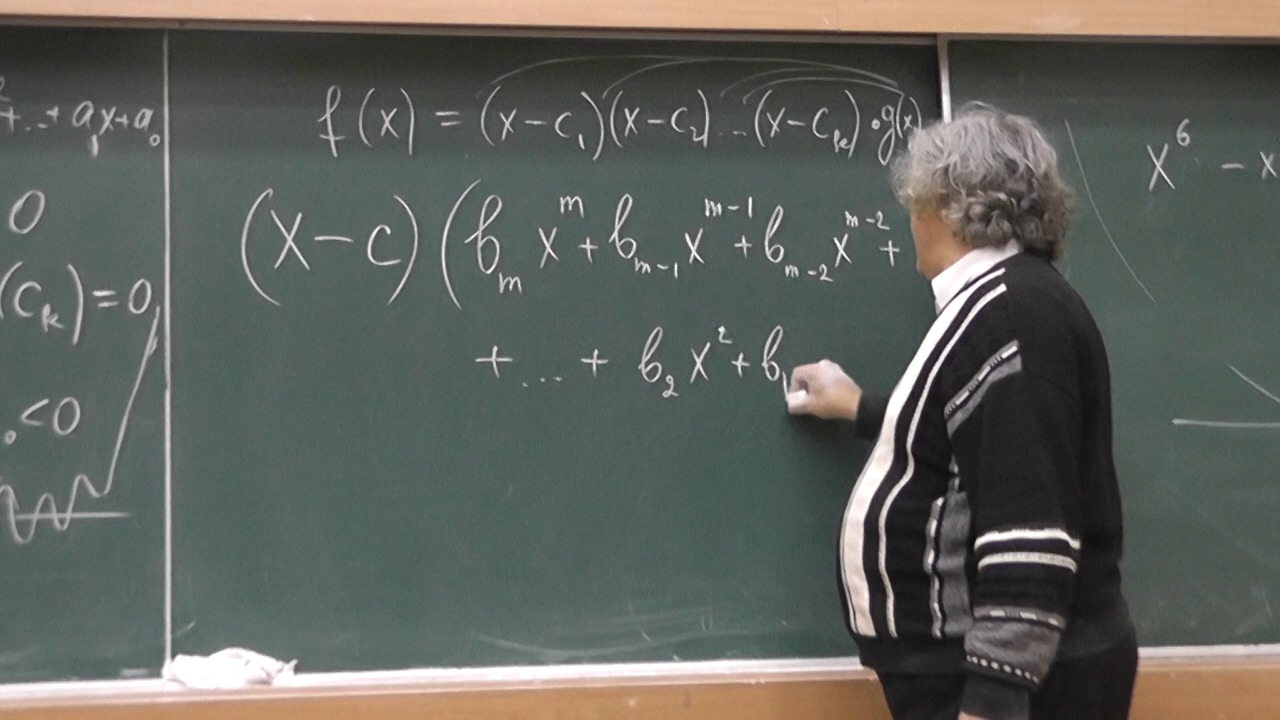 +...+ a₁x+a₀
0
(cₖ)=0
₀<0
f(x) = (x-c₁)(x-c₂)...(x-cₖ)·g(x)
(x-c)(bₘxᵐ+bₘ₋₁xᵐ⁻¹+bₘ₋₂xᵐ⁻²+
+...+ b₂x²+b₁
x⁶ - x